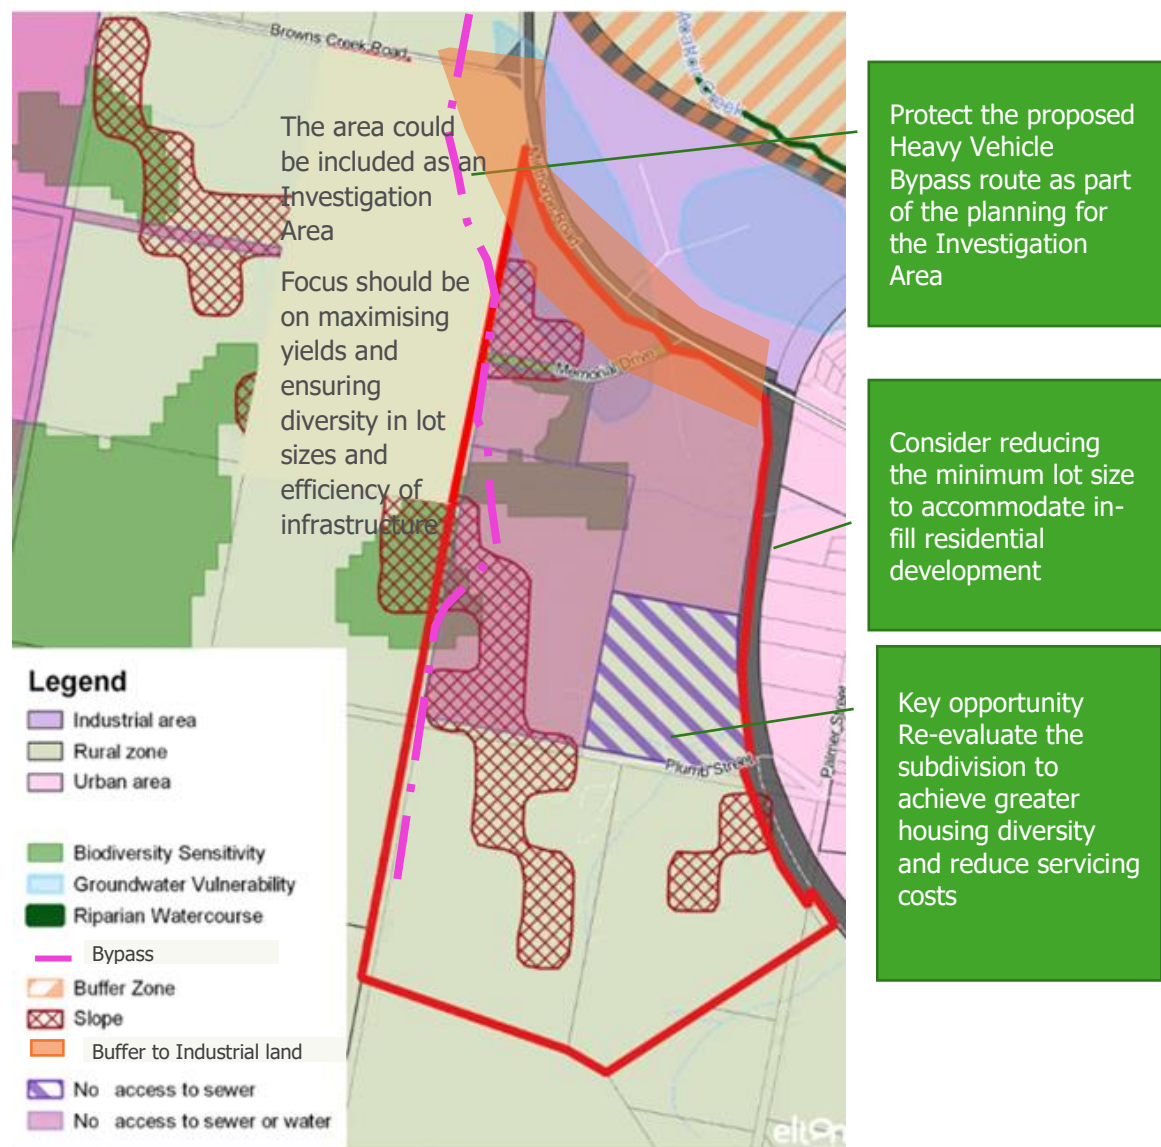 Browns Creek Road
The area could
be included as an
Investigation
Area
Focus should be
on maximising
yields and
ensuring
diversity in lot
sizes and
efficiency of
infrastructure
Creek
Road
Memorial Drive
Plumb Street
Palmer Street
Protect the proposed
Heavy Vehicle
Bypass route as part
of the planning for
the Investigation
Area
Consider reducing
the minimum lot size
to accommodate in-
fill residential
development
Key opportunity
Re-evaluate the
subdivision to
achieve greater
housing diversity
and reduce servicing
costs
Legend
Industrial area
Rural zone
Urban area
Biodiversity Sensitivity
Groundwater Vulnerability
Riparian Watercourse
Bypass
Buffer Zone
Slope
Buffer to Industrial land
No access to sewer
No access to sewer or water
elton